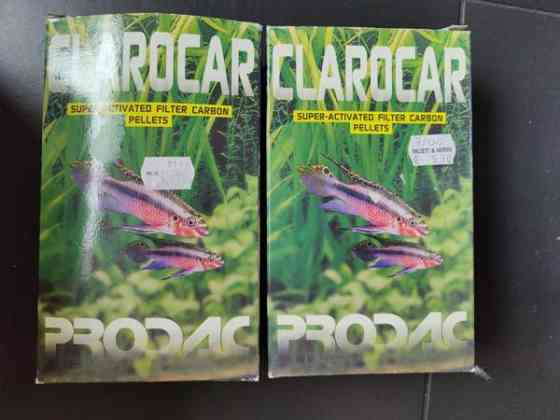 CLAROCAR
SUPER-ACTIVATED FILTER CARBON
PELLETS
PRODAC
CLAROCAR
SUPER-ACTIVATED FILTER CARBON
PELLETS
PRODAC